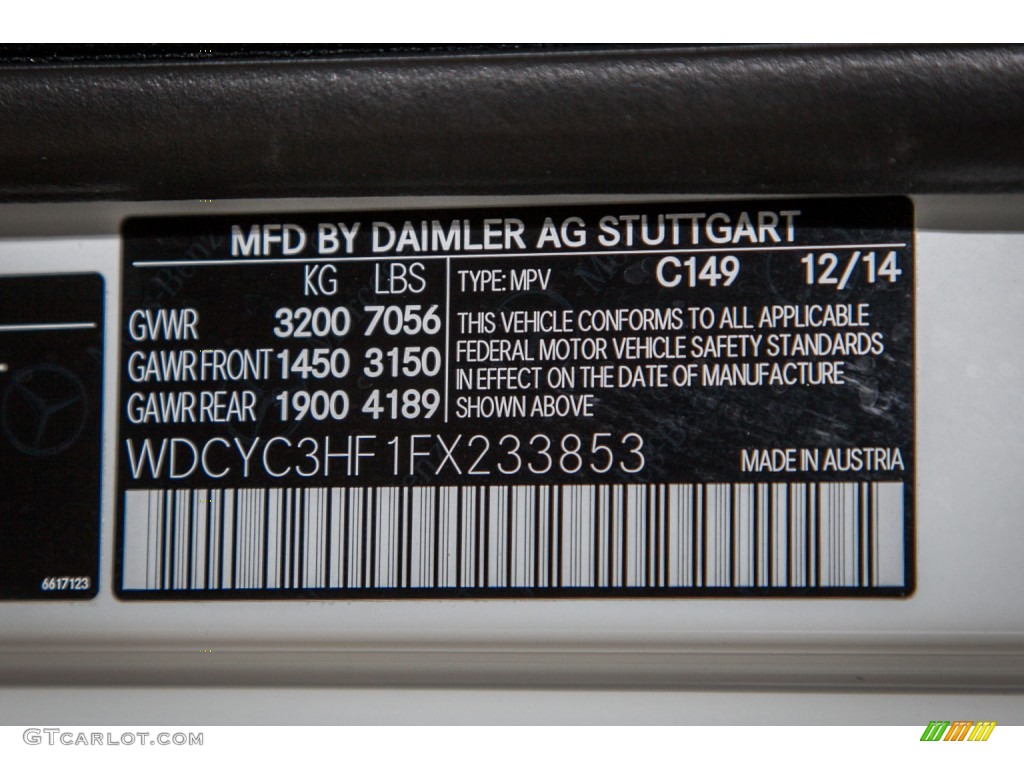 MFD BY DAIMLER AG STUTTGART
KG LBS
GVWR 3200 7056
GAWR FRONT 1450 3150
GAWR REAR 1900 4189
TYPE: MPV C149 12/14
THIS VEHICLE CONFORMS TO ALL APPLICABLE
FEDERAL MOTOR VEHICLE SAFETY STANDARDS
IN EFFECT ON THE DATE OF MANUFACTURE
SHOWN ABOVE
WDCYC3HF1FX233853 MADE IN AUSTRIA
6617123
GTCARLOT.COM